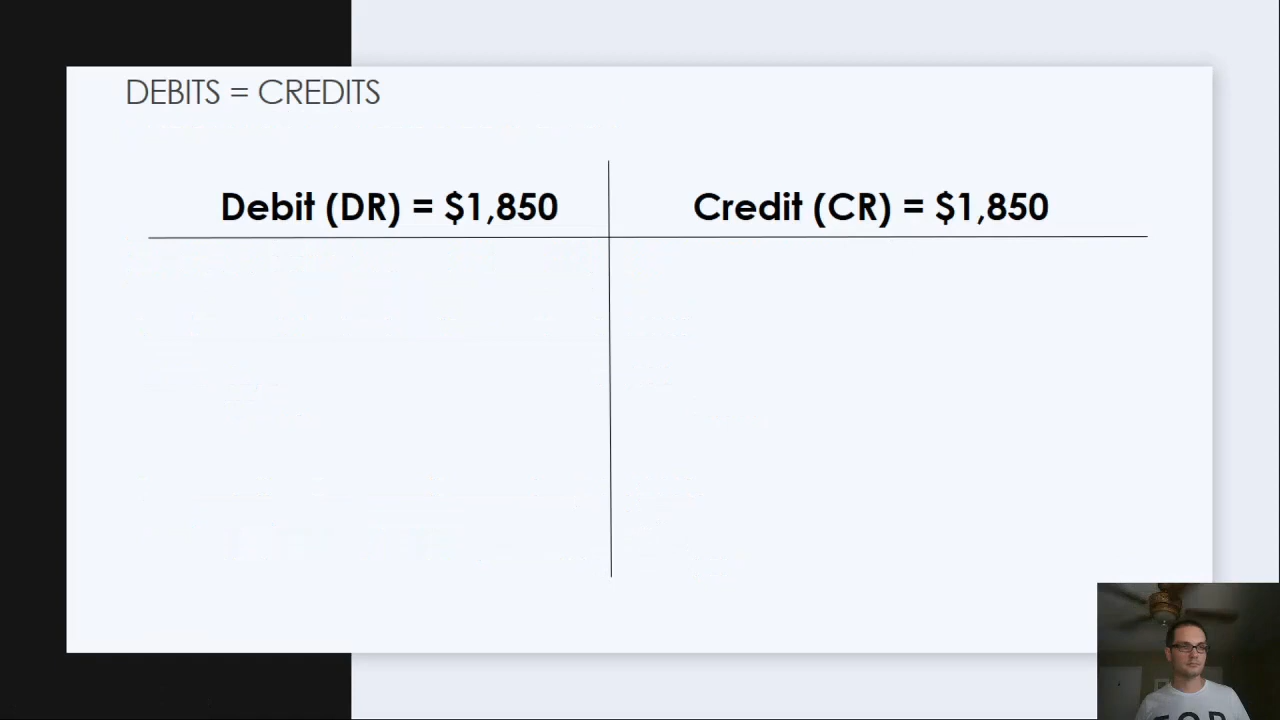 DEBITS = CREDITS
Debit (DR) = $1,850
Credit (CR) = $1,850